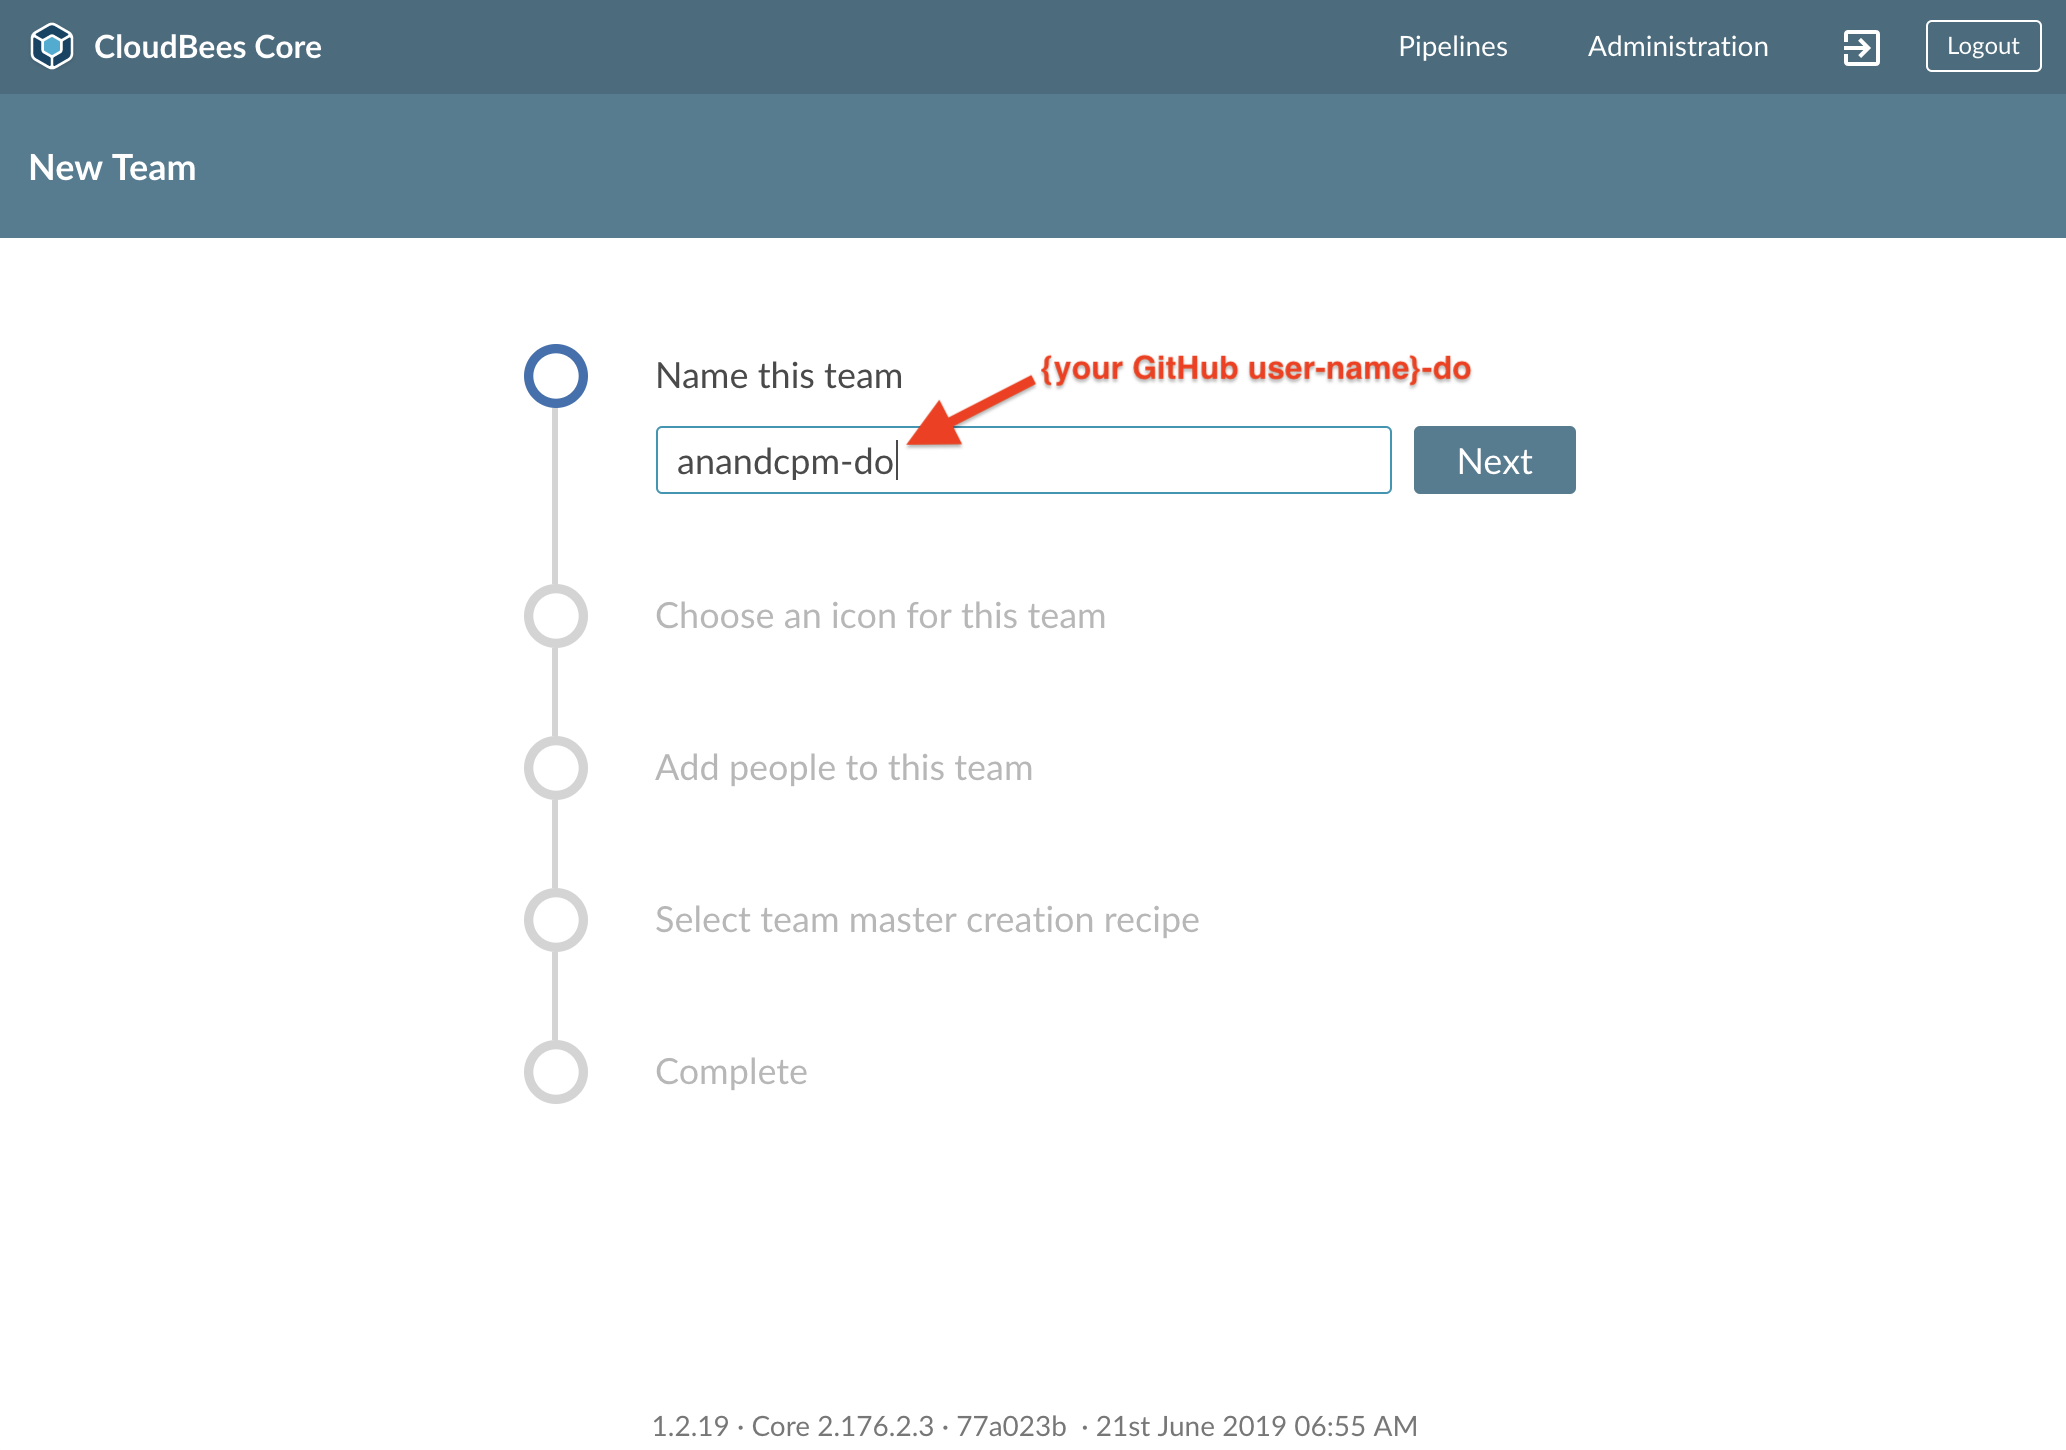 CloudBees Core
Pipelines
Administration
Logout
New Team
Name this team
{your GitHub user-name}-do
anandcpm-do
Next
Choose an icon for this team
Add people to this team
Select team master creation recipe
Complete
1.2.19 · Core 2.176.2.3 · 77a023b · 21st June 2019 06:55 AM